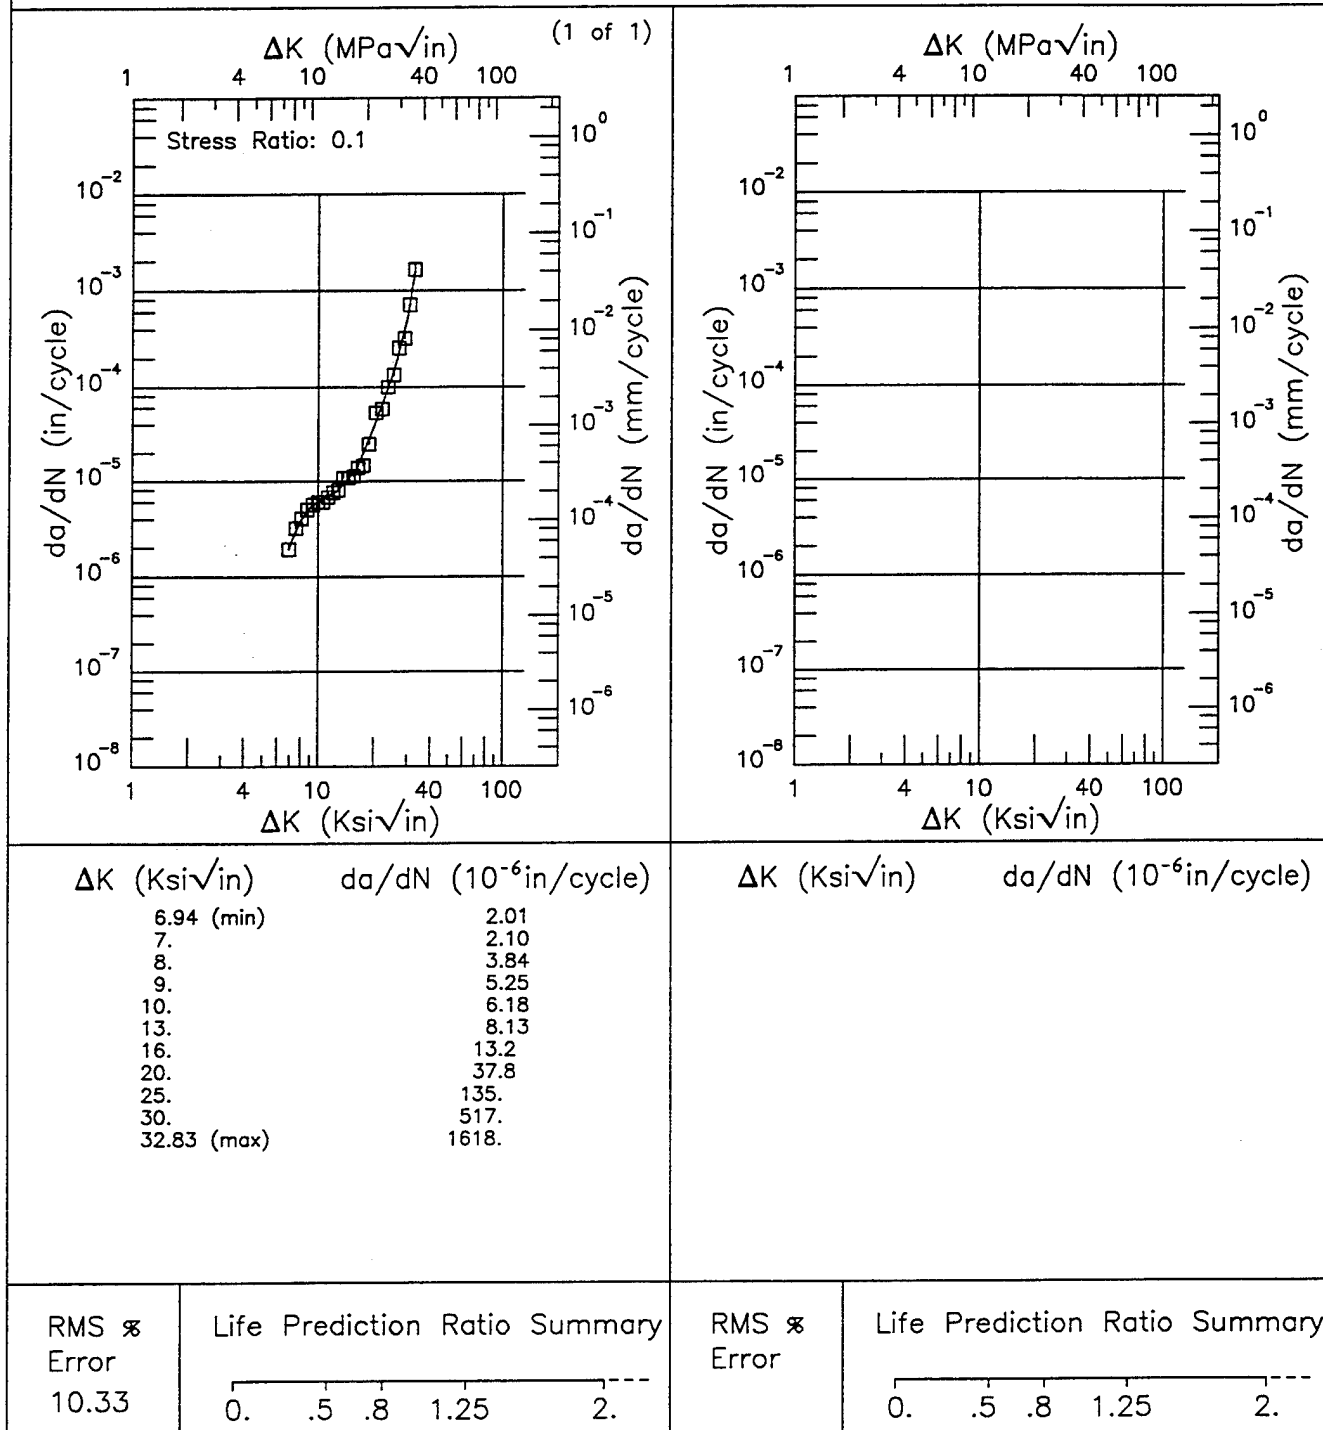 (1 of 1)
ΔK (MPa√in)
1 4 10 40 100
Stress Ratio: 0.1
da/dN (in/cycle)
10⁻²
10⁻³
10⁻⁴
10⁻⁵
10⁻⁶
10⁻⁷
10⁻⁸
10⁰
10⁻¹
10⁻²
10⁻³
10⁻⁴
10⁻⁵
10⁻⁶
da/dN (mm/cycle)
1 4 10 40 100
ΔK (Ksi√in)
ΔK (MPa√in)
1 4 10 40 100
da/dN (in/cycle)
10⁻²
10⁻³
10⁻⁴
10⁻⁵
10⁻⁶
10⁻⁷
10⁻⁸
10⁰
10⁻¹
10⁻²
10⁻³
10⁻⁴
10⁻⁵
10⁻⁶
da/dN (mm/cycle)
1 4 10 40 100
ΔK (Ksi√in)
ΔK (Ksi√in) da/dN (10⁻⁶in/cycle)
6.94 (min) 2.01
7. 2.10
8. 3.84
9. 5.25
10. 6.18
13. 8.13
16. 13.2
20. 37.8
25. 135.
30. 517.
32.83 (max) 1618.
ΔK (Ksi√in) da/dN (10⁻⁶in/cycle)
RMS %
Error
10.33
Life Prediction Ratio Summary
0. .5 .8 1.25 2.
RMS %
Error
Life Prediction Ratio Summary
0. .5 .8 1.25 2.